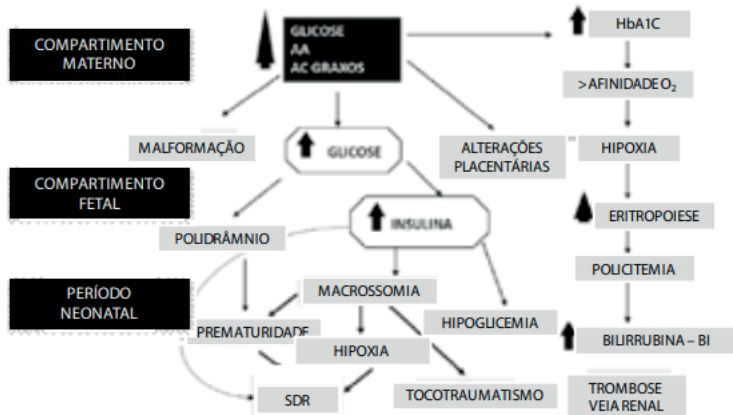 COMPARTIMENTO
MATERNO
GLICOSE
AA
AC GRAXOS
HbA1C
>AFINIDADE O₂
MALFORMAÇÃO
GLICOSE
ALTERAÇÕES
PLACENTÁRIAS
HIPOXIA
COMPARTIMENTO
FETAL
INSULINA
ERITROPOIESE
POLIDRÂMNIO
POLICITEMIA
PERÍODO
NEONATAL
MACROSSOMIA
PREMATURIDADE
HIPOGLICEMIA
HIPOXIA
BILIRRUBINA – BI
SDR
TOCOTRAUMATISMO
TROMBOSE
VEIA RENAL